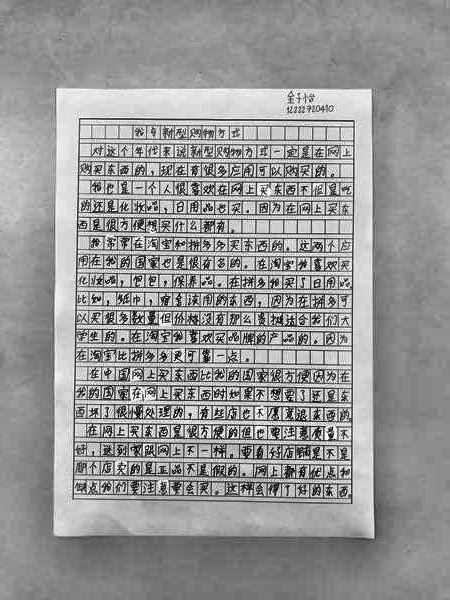 金子怡
12222720410
我与新型购物方式
对这个年代来说新型购物方式一定是在网上
购买东西的，现在有很多应用可以购买的。
我也是一个人很喜欢在网上买东西不但是吃
的还是化妆品，日用品也买。因为在网上买东
西是很方便想买什么都有。
我常常在淘宝和拼多多买东西的。这两个应
用在我的国家也是很有名的。在淘宝我喜欢买
化妆品，包包，保养品。在拼多多我买了日用品
比如，纸巾，宿舍该用的东西，因为在拼多可
以买很多数量但价格没有那么贵挺适合我们大
学生的。在淘宝我喜欢买品牌的产品的。因为
在淘宝比拼多多更可靠一点。
在中国网上买东西比我的国家很方便因为在
我的国家在网上买东西时如果不想要了还是东
西坏了很慢处理的，有些店也不愿意退东西的
在网上买东西是很方便的但也要注意质量不
好，送到家跟网上不一样。要看好店铺是不是
那个店卖的是正品不是假的。网上都有优点和
缺点我们要注意要会买。这样会得了好的东西。